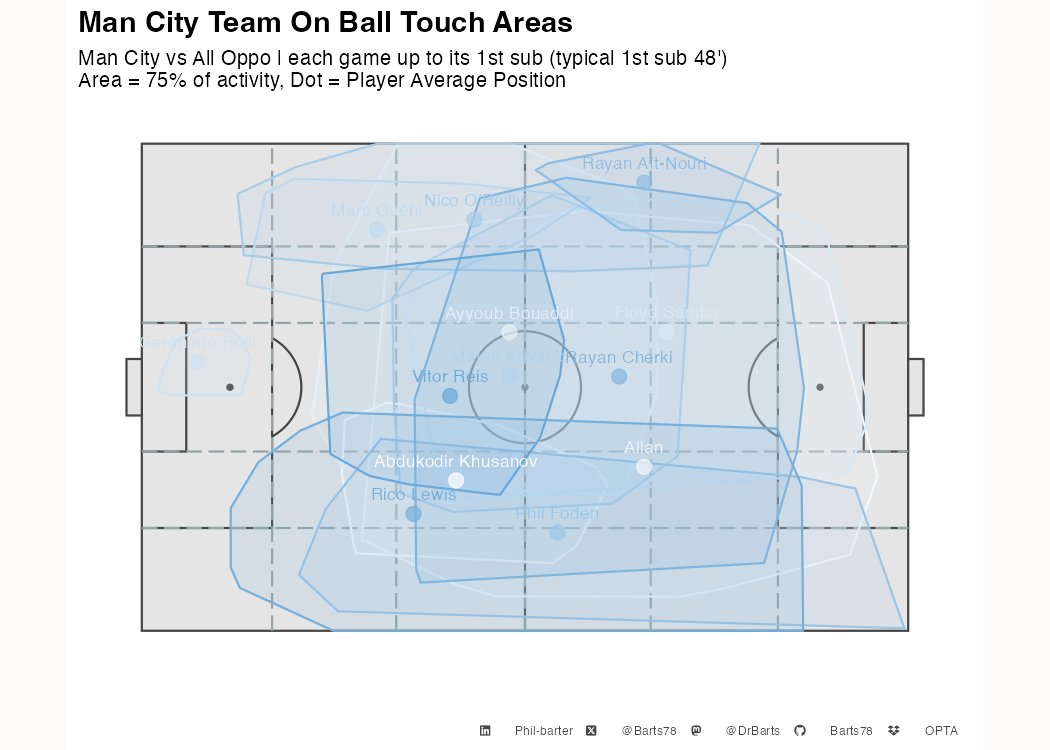 Man City Team On Ball Touch Areas
Man City vs All Oppo I each game up to its 1st sub (typical 1st sub 48')
Area = 75% of activity, Dot = Player Average Position
Rayan Aït-Nouri
Nico O'Reilly
Marc Guehi
Ayyoub Bouaddi
Floyd Samba
Rayan Cherki
Vitor Reis
Allan
Abdukodir Khusanov
Rico Lewis
Phil Foden
Phil-barter @Barts78 @DrBarts Barts78 OPTA